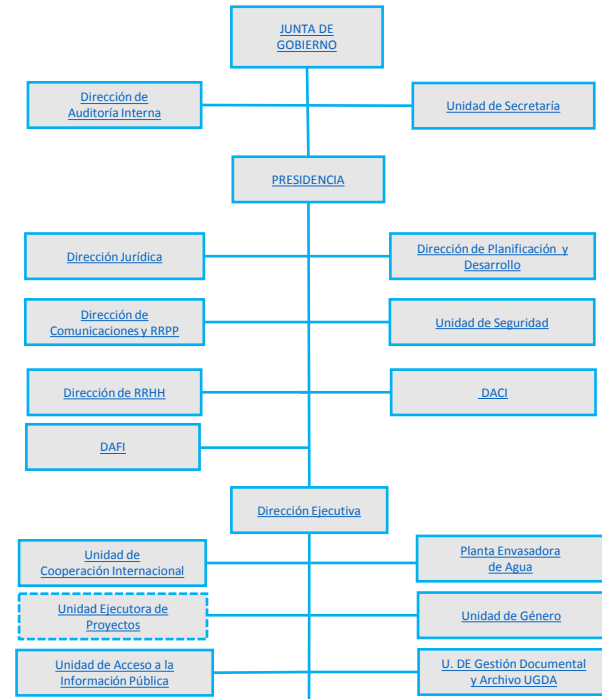 JUNTA DE
GOBIERNO
Dirección de
Auditoría Interna
Unidad de Secretaría
PRESIDENCIA
Dirección Jurídica
Dirección de Planificación y
Desarrollo
Dirección de
Comunicaciones y RRPP
Unidad de Seguridad
Dirección de RRHH
DACI
DAFI
Dirección Ejecutiva
Unidad de
Cooperación Internacional
Planta Envasadora
de Agua
Unidad Ejecutora de
Proyectos
Unidad de Género
Unidad de Acceso a la
Información Pública
U. DE Gestión Documental
y Archivo UGDA